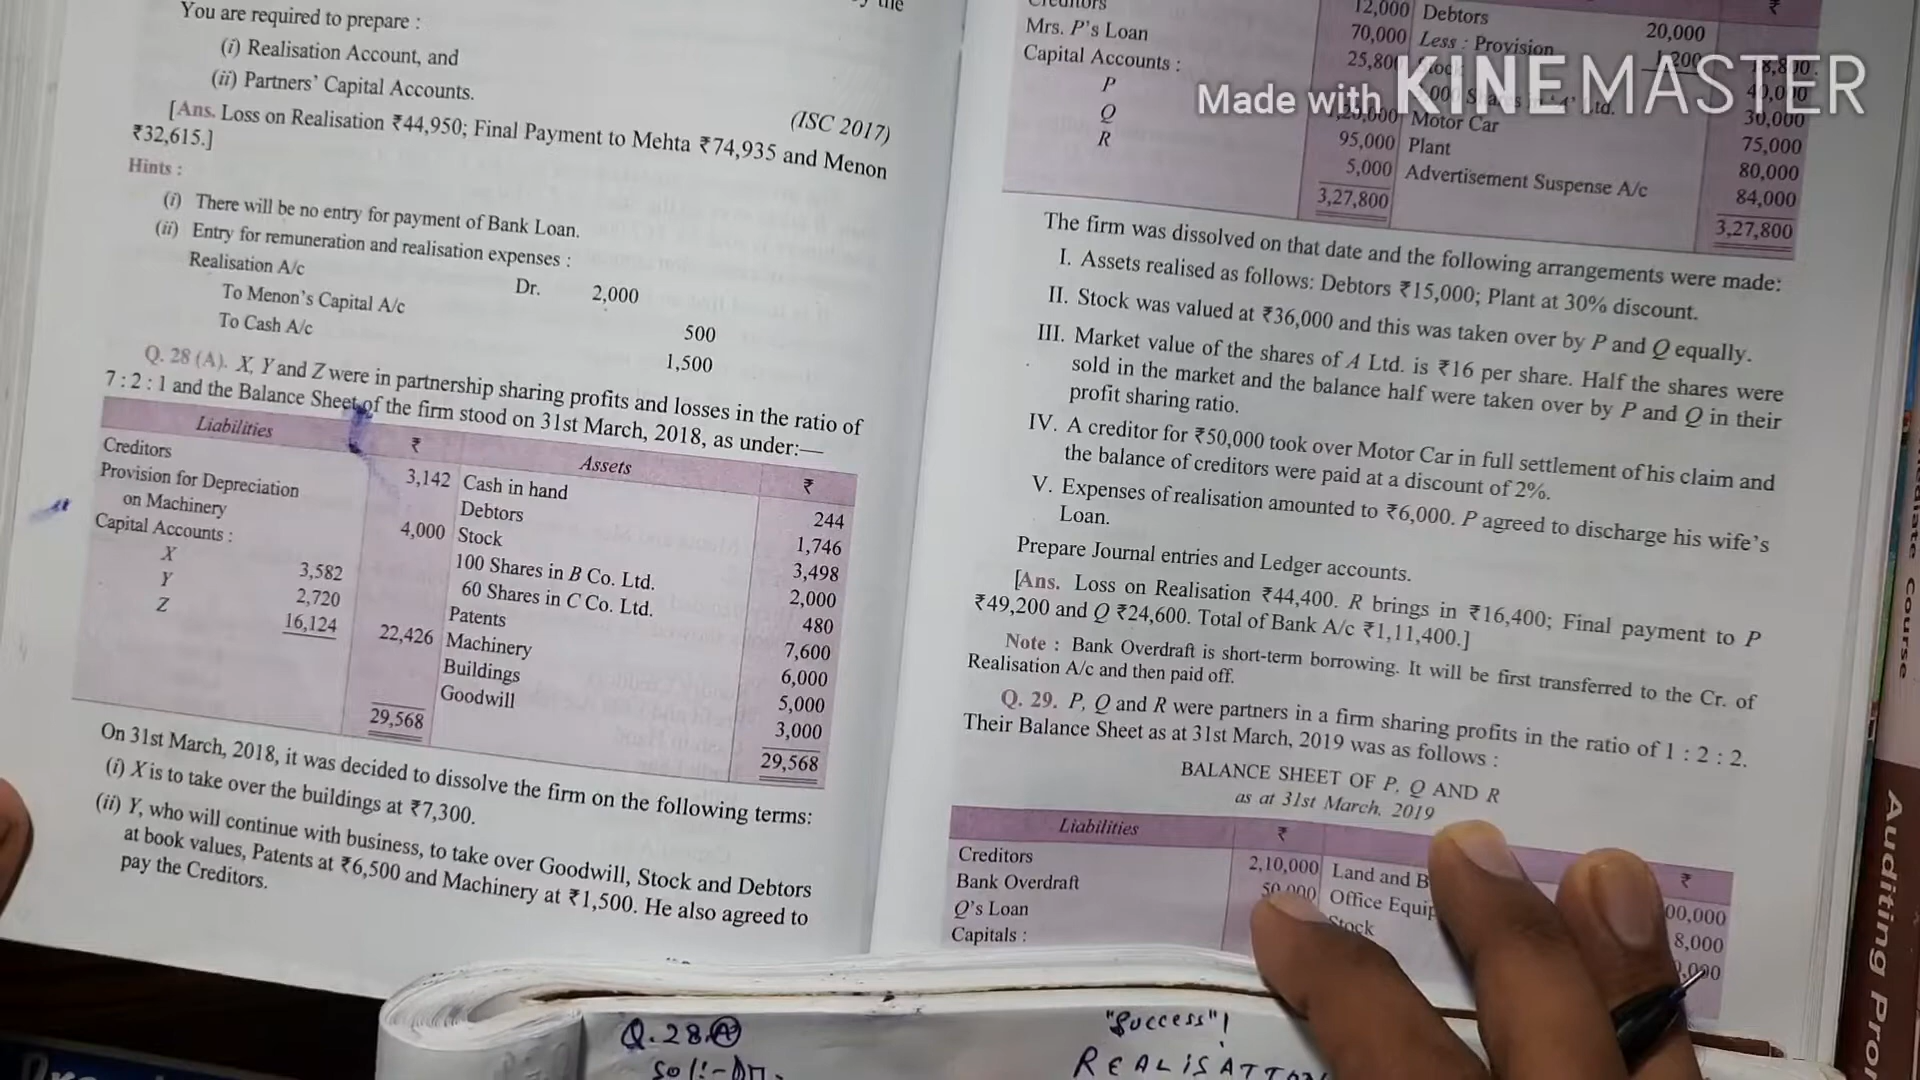 You are required to prepare :
(i) Realisation Account, and
(ii) Partners' Capital Accounts.
(ISC 2017)
[Ans. Loss on Realisation ₹44,950; Final Payment to Mehta ₹74,935 and Menon
₹32,615.]
Hints :
(i) There will be no entry for payment of Bank Loan.
(ii) Entry for remuneration and realisation expenses :
Realisation A/c Dr. 2,000
To Menon's Capital A/c 500
To Cash A/c 1,500
Q. 28 (A). X, Y and Z were in partnership sharing profits and losses in the ratio of
7 : 2 : 1 and the Balance Sheet of the firm stood on 31st March, 2018, as under:—
Liabilities ₹ Assets ₹
Creditors 3,142 Cash in hand 244
Provision for Depreciation Debtors 1,746
on Machinery 4,000 Stock 3,498
Capital Accounts : 100 Shares in B Co. Ltd. 2,000
X 3,582 60 Shares in C Co. Ltd. 480
Y 2,720 Patents 7,600
Z 16,124 22,426 Machinery 6,000
Buildings 5,000
Goodwill 3,000
29,568 29,568
On 31st March, 2018, it was decided to dissolve the firm on the following terms:
(i) X is to take over the buildings at ₹7,300.
(ii) Y, who will continue with business, to take over Goodwill, Stock and Debtors
at book values, Patents at ₹6,500 and Machinery at ₹1,500. He also agreed to
pay the Creditors.
Creditors 12,000 Debtors 20,000
Mrs. P's Loan 70,000 Less : Provision 1,200
Capital Accounts : 25,800
P
Q Motor Car 75,000
R 95,000 Plant 80,000
5,000 Advertisement Suspense A/c 84,000
3,27,800 3,27,800
Made with KINEMASTER
The firm was dissolved on that date and the following arrangements were made:
I. Assets realised as follows: Debtors ₹15,000; Plant at 30% discount.
II. Stock was valued at ₹36,000 and this was taken over by P and Q equally.
III. Market value of the shares of A Ltd. is ₹16 per share. Half the shares were
sold in the market and the balance half were taken over by P and Q in their
profit sharing ratio.
IV. A creditor for ₹50,000 took over Motor Car in full settlement of his claim and
the balance of creditors were paid at a discount of 2%.
V. Expenses of realisation amounted to ₹6,000. P agreed to discharge his wife's
Loan.
Prepare Journal entries and Ledger accounts.
[Ans. Loss on Realisation ₹44,400. R brings in ₹16,400; Final payment to P
₹49,200 and Q ₹24,600. Total of Bank A/c ₹1,11,400.]
Note : Bank Overdraft is short-term borrowing. It will be first transferred to the Cr. of
Realisation A/c and then paid off.
Q. 29. P, Q and R were partners in a firm sharing profits in the ratio of 1 : 2 : 2.
Their Balance Sheet as at 31st March, 2019 was as follows :
BALANCE SHEET OF P, Q AND R
as at 31st March, 2019
Liabilities ₹ ₹
Creditors 2,10,000 Land and B 00,000
Bank Overdraft 50,000 Office Equip 8,000
Q's Loan Stock
Capitals :
Auditing
Course
Q.28(A)
"Success"!